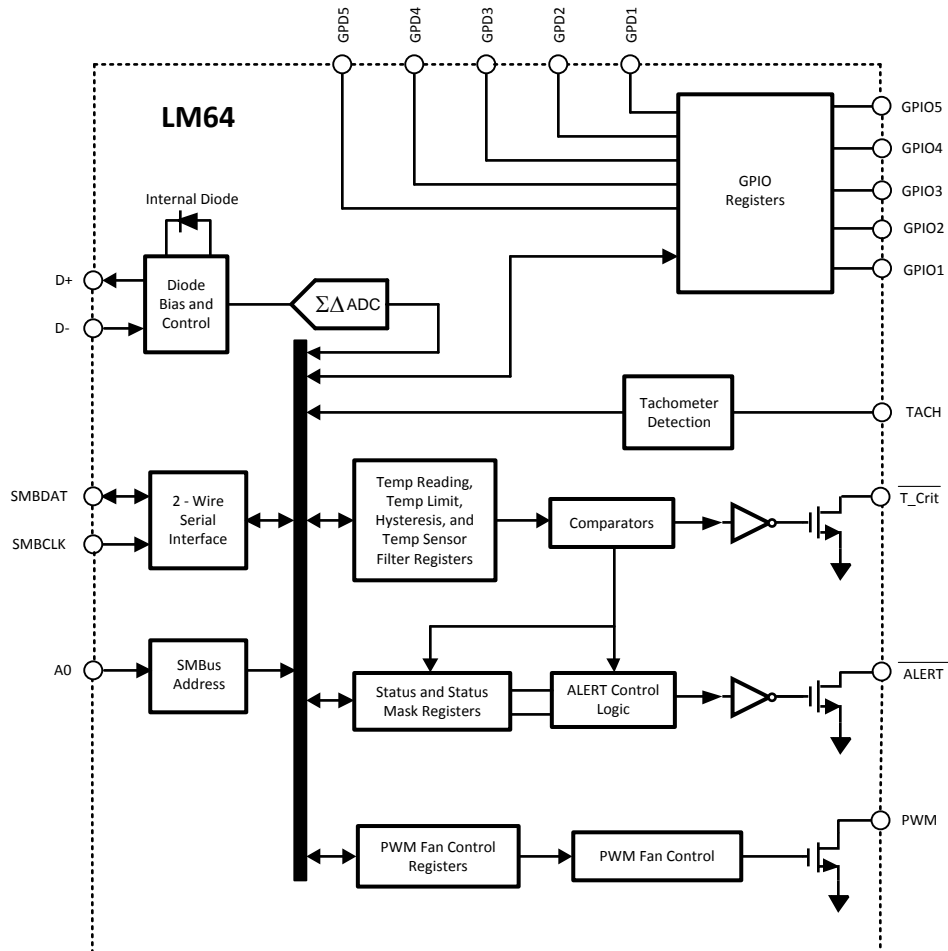 GPD5
GPD4
GPD3
GPD2
GPD1
LM64
GPIO5
GPIO4
GPIO3
GPIO2
GPIO1
GPIO
Registers
Internal Diode
D+
D-
Diode
Bias and
Control
ΣΔ ADC
Tachometer
Detection
TACH
SMBDAT
SMBCLK
2 - Wire
Serial
Interface
Temp Reading,
Temp Limit,
Hysteresis, and
Temp Sensor
Filter Registers
Comparators
T_Crit
A0
SMBus
Address
Status and Status
Mask Registers
ALERT Control
Logic
ALERT
PWM Fan Control
Registers
PWM Fan Control
PWM